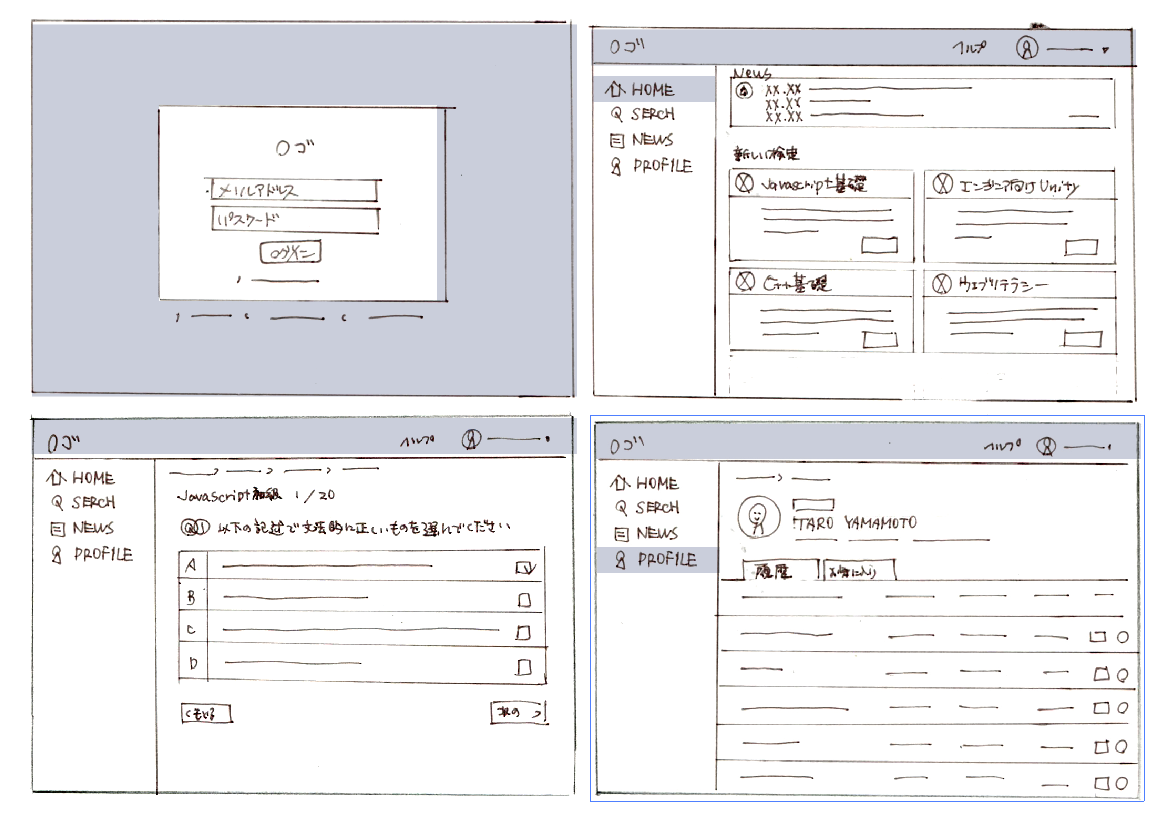 ロゴ
メールアドレス
パスワード
ログイン
ロゴ
ヘルプ
HOME
SERCH
NEWS
PROFILE
News
XX.XX
XX.XX
XX.XX
新しい検定
Javascript基礎
エンジニア向けUnity
C++基礎
ウェブリテラシー
ロゴ
ヘルプ
HOME
SERCH
NEWS
PROFILE
Javascript初級 1/20
Q1 以下の記述で文法的に正しいものを選んでください
A
B
C
D
<もどる
次の >
ロゴ
ヘルプ
HOME
SERCH
NEWS
PROFILE
TARO YAMAMOTO
履歴
お気に入り